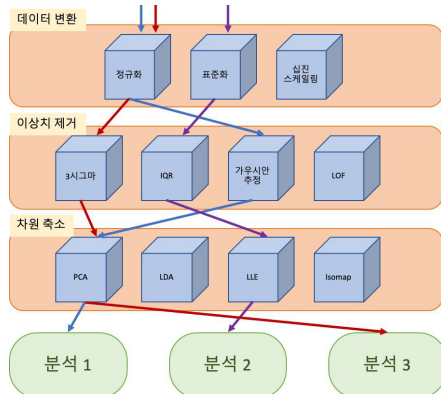 데이터 변환
정규화
표준화
십진
스케일링
이상치 제거
3시그마
IQR
가우시안
추정
LOF
차원 축소
PCA
LDA
LLE
Isomap
분석 1
분석 2
분석 3